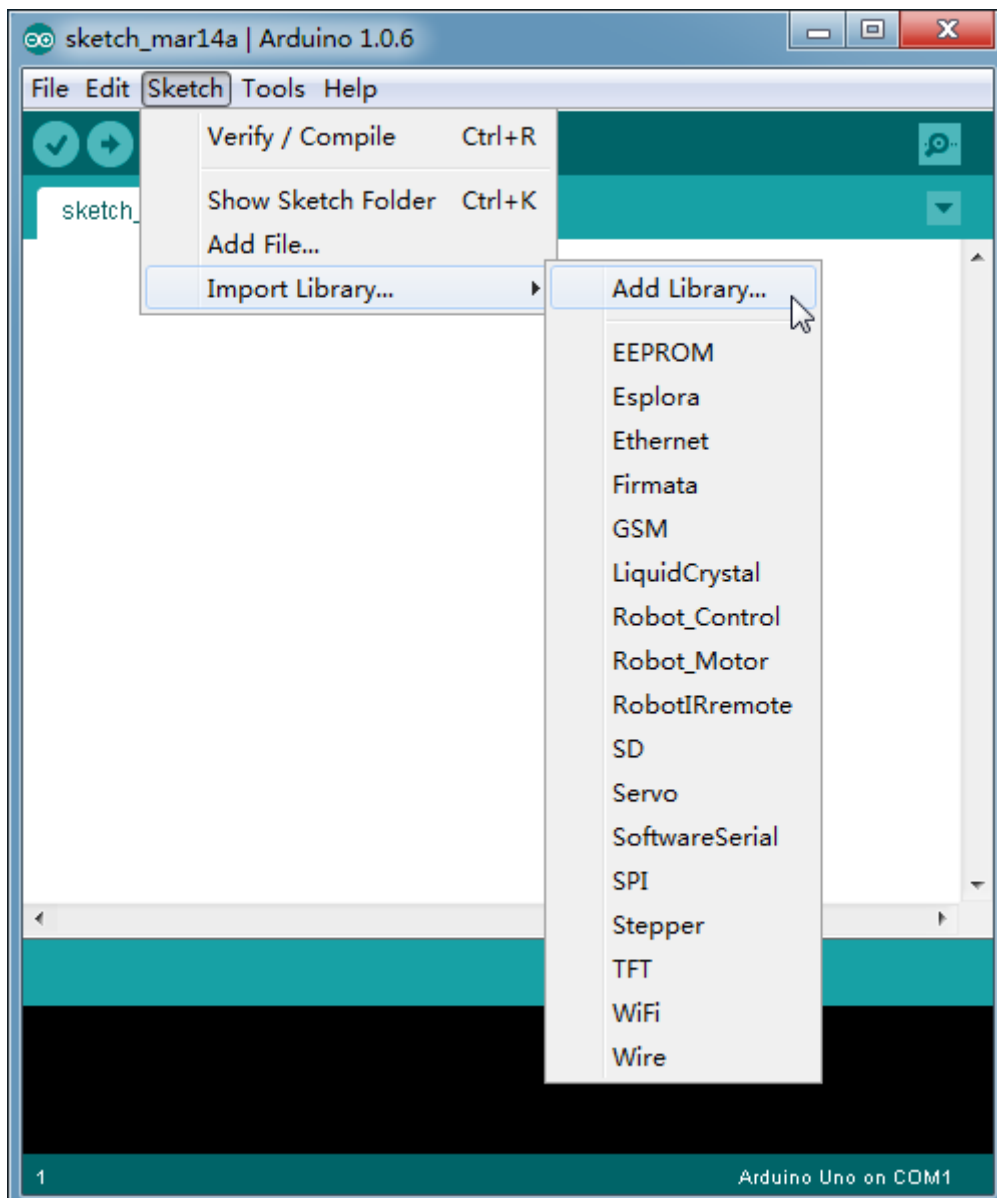 sketch_mar14a | Arduino 1.0.6
File Edit Sketch Tools Help
Verify / Compile Ctrl+R
sketch_
Show Sketch Folder Ctrl+K
Add File...
Import Library...
Add Library...
EEPROM
Esplora
Ethernet
Firmata
GSM
LiquidCrystal
Robot_Control
Robot_Motor
RobotIRremote
SD
Servo
SoftwareSerial
SPI
Stepper
TFT
WiFi
Wire
1 Arduino Uno on COM1